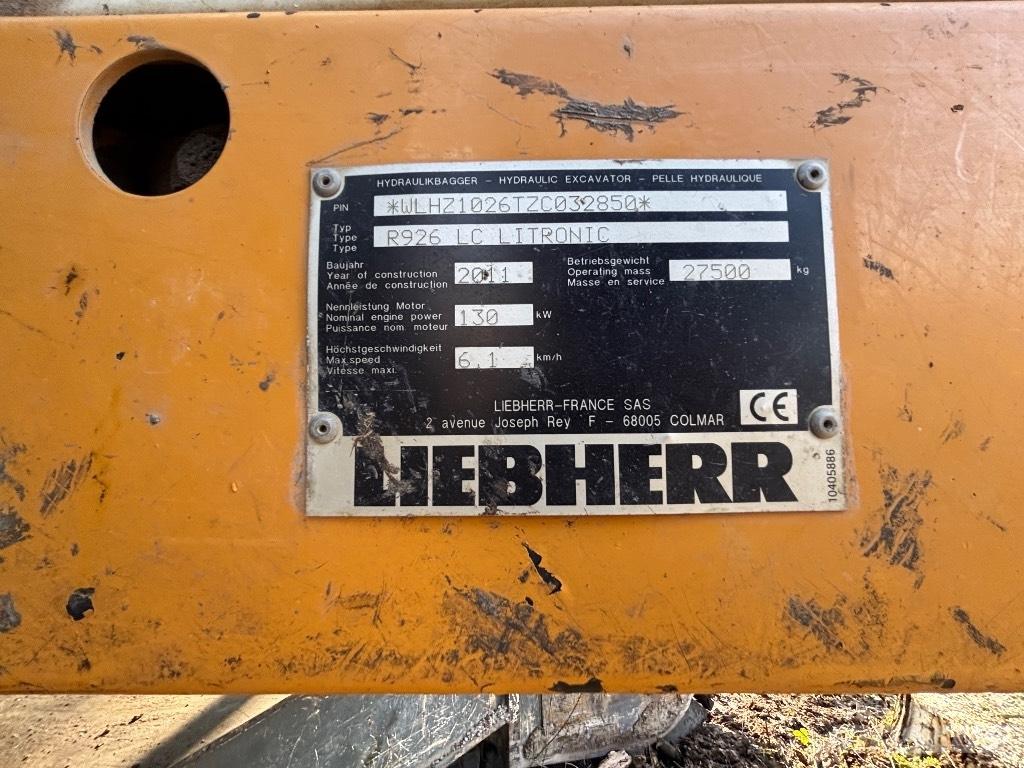 HYDRAULIKBAGGER – HYDRAULIC EXCAVATOR – PELLE HYDRAULIQUE
PIN *WLHZ1026TZC032850*
Typ
Type R926 LC LITRONIC
Type
Baujahr
Year of construction 2011
Année de construction
Betriebsgewicht
Operating mass 27500 kg
Masse en service
Nennleistung Motor
Nominal engine power 130 kW
Puissance nom. moteur
Höchstgeschwindigkeit
Max.speed 6,1 km/h
Vitesse maxi.
LIEBHERR–FRANCE SAS
2 avenue Joseph Rey F – 68005 COLMAR
CE
LIEBHERR
10405886